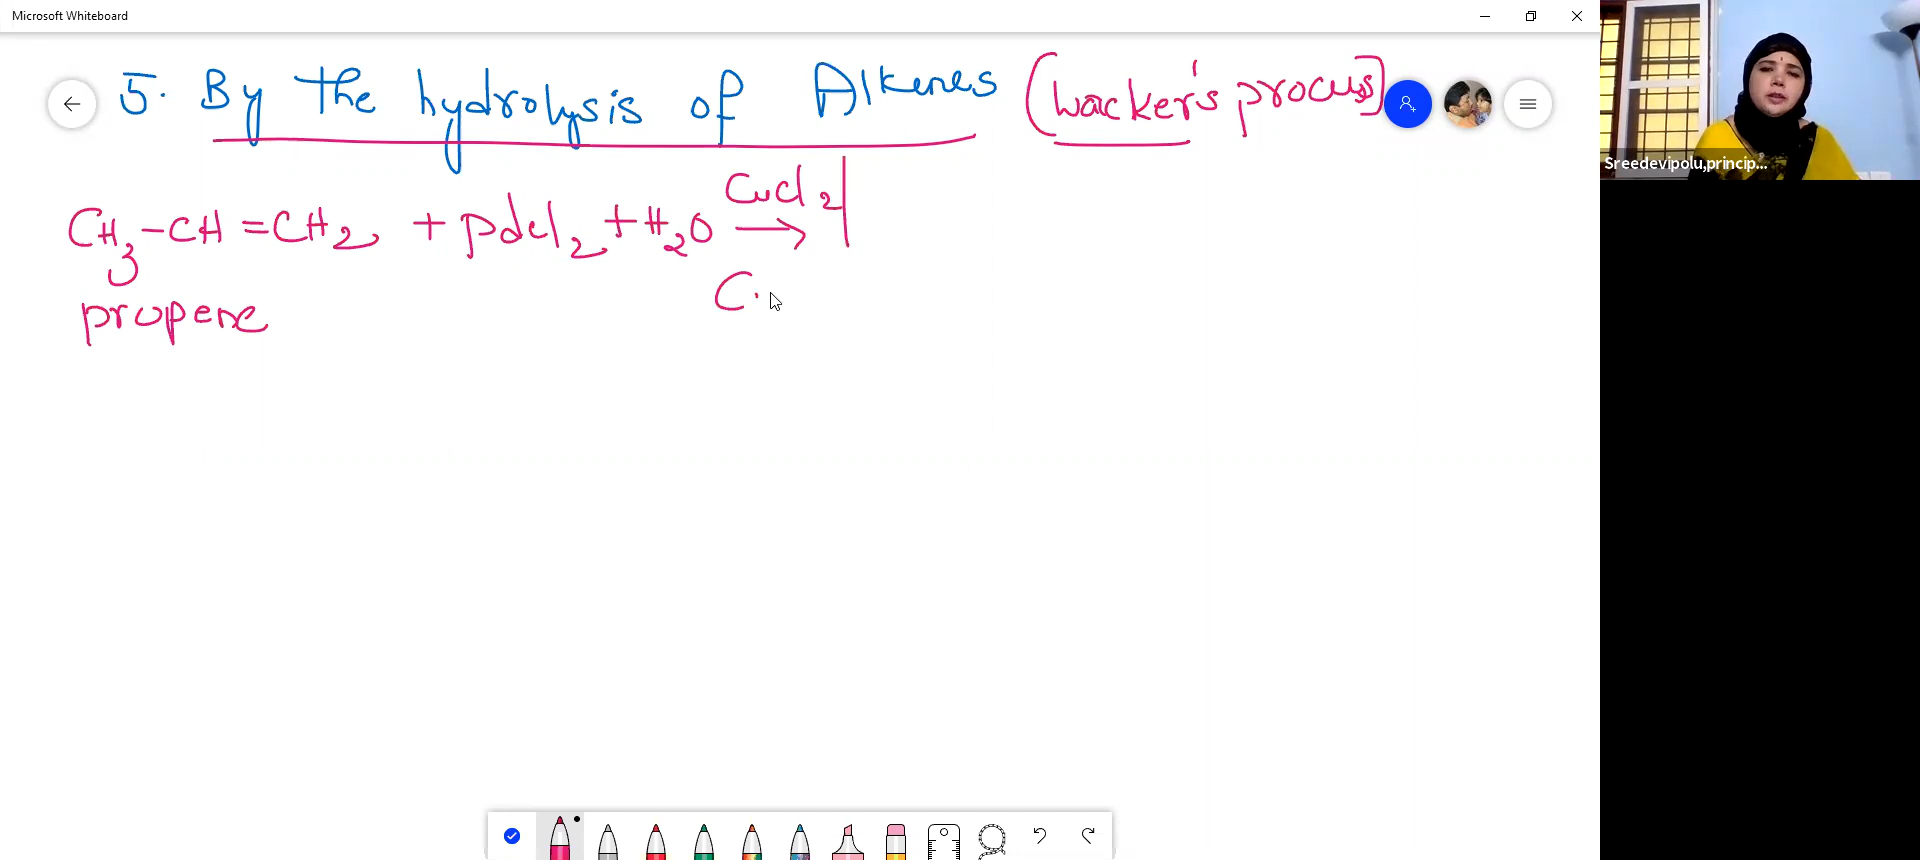 Microsoft Whiteboard
5. By the hydrolysis of Alkenes (wacker's process)
Sreedevipolu,princip...
CH3-CH=CH2 + pdcl2 + H2O → cucl2
C
propene